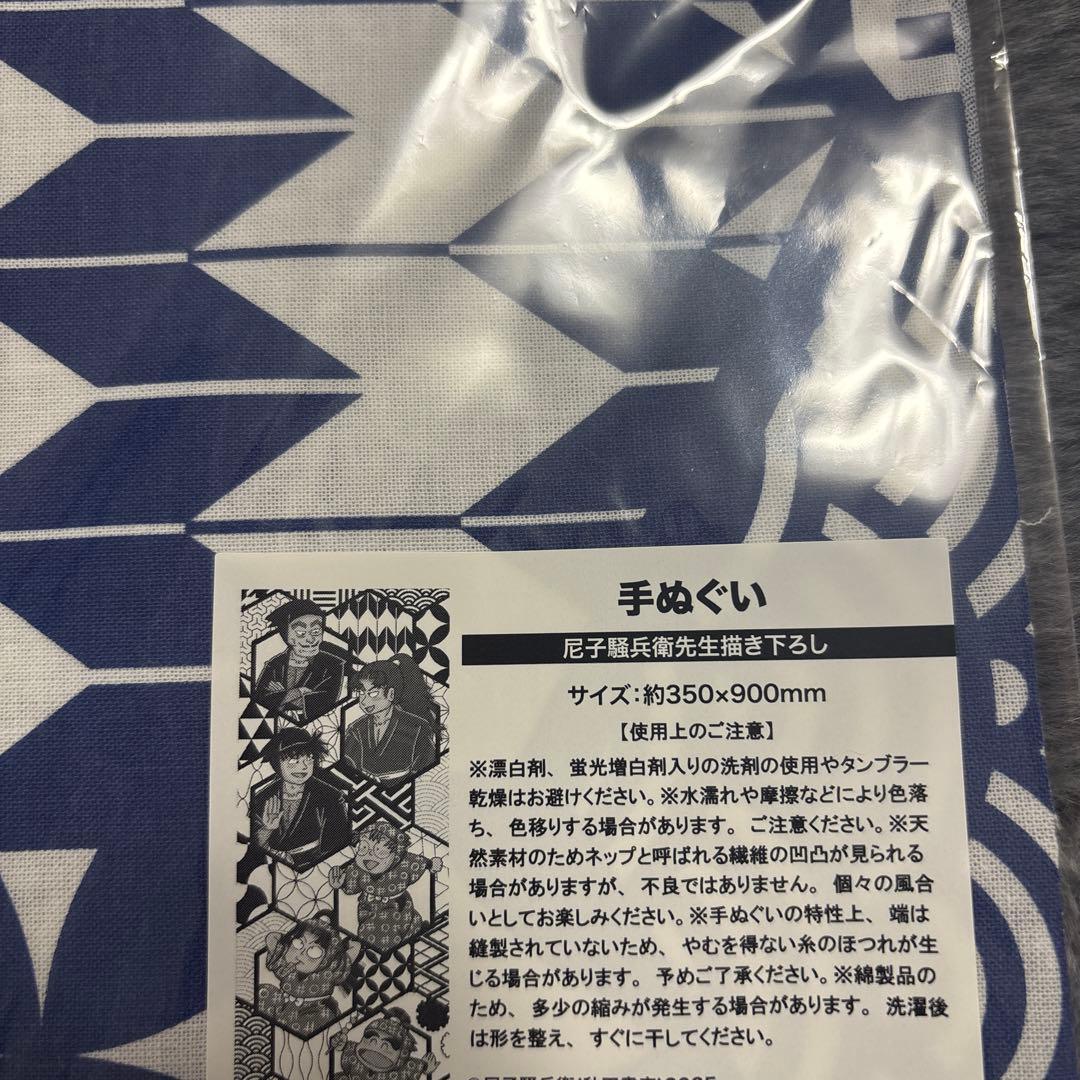 手ぬぐい
尼子騒兵衛先生描き下ろし
サイズ:約350×900mm
【使用上のご注意】
※漂白剤、蛍光増白剤入りの洗剤の使用やタンブラー
乾燥はお避けください。※水濡れや摩擦などにより色落
ち、色移りする場合があります。ご注意ください。※天
然素材のためネップと呼ばれる繊維の凹凸が見られる
場合がありますが、不良ではありません。個々の風合
いとしてお楽しみください。※手ぬぐいの特性上、端は
縫製されていないため、やむを得ない糸のほつれが生
じる場合があります。予めご了承ください。※綿製品の
ため、多少の縮みが発生する場合があります。洗濯後
は形を整え、すぐに干してください。
©尼子騒兵衛